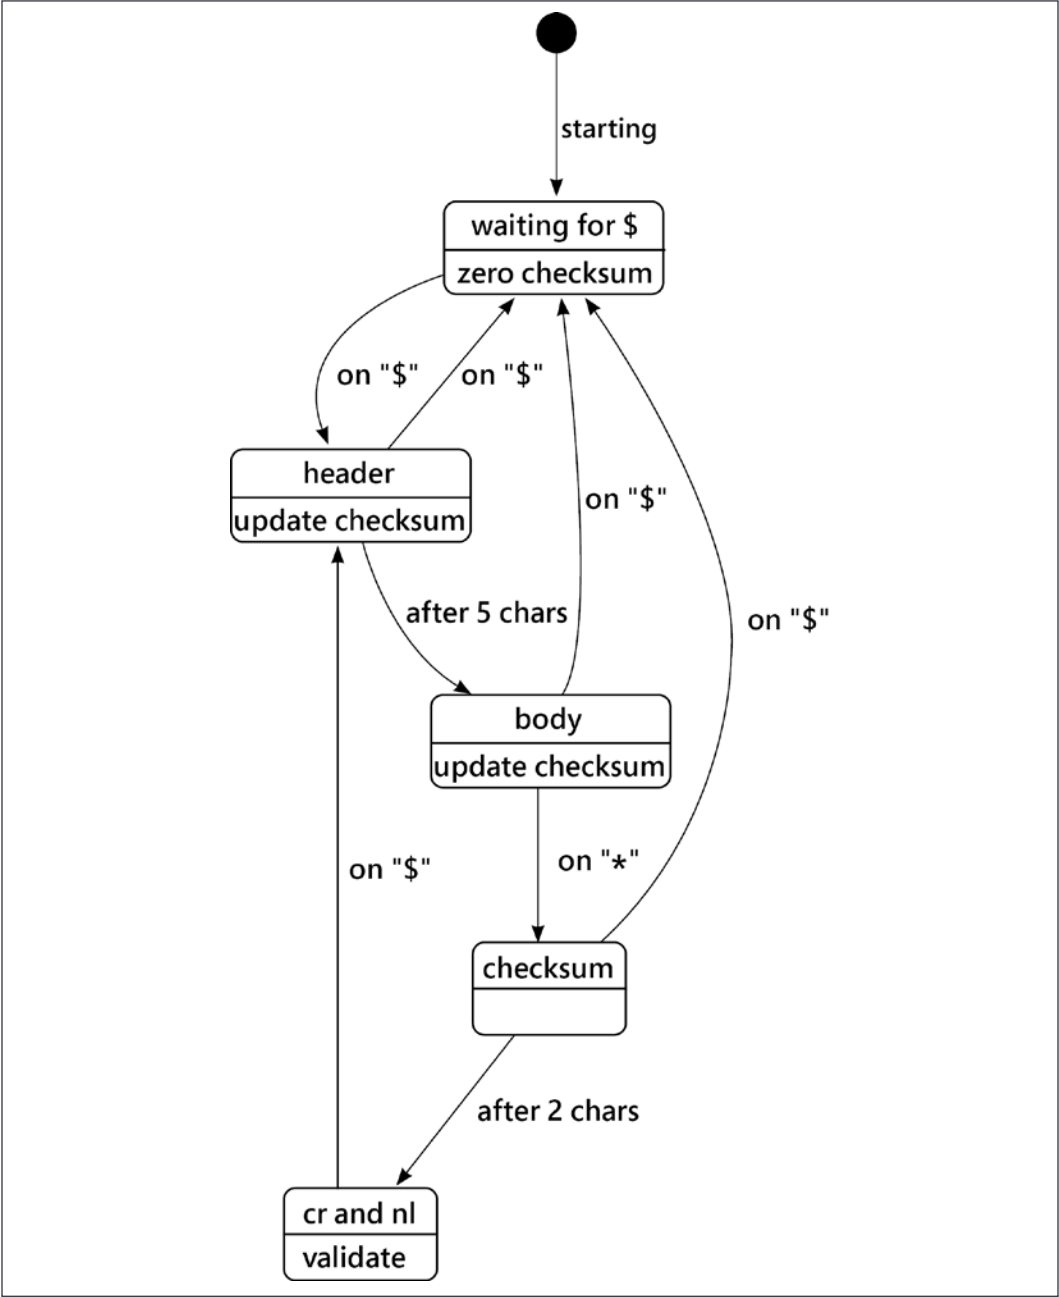 starting
waiting for $
zero checksum
on "$"
on "$"
header
update checksum
on "$"
after 5 chars
on "$"
body
update checksum
on "*"
on "$"
checksum
after 2 chars
cr and nl
validate